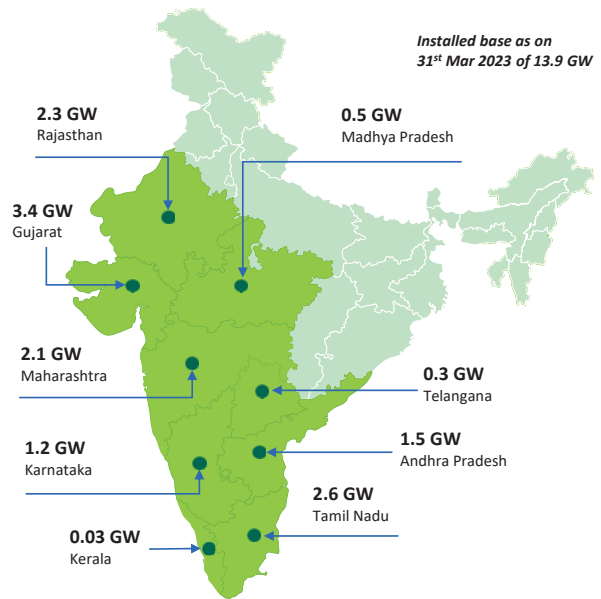 Installed base as on
31st Mar 2023 of 13.9 GW
2.3 GW
Rajasthan
0.5 GW
Madhya Pradesh
3.4 GW
Gujarat
2.1 GW
Maharashtra
0.3 GW
Telangana
1.2 GW
Karnataka
1.5 GW
Andhra Pradesh
2.6 GW
Tamil Nadu
0.03 GW
Kerala